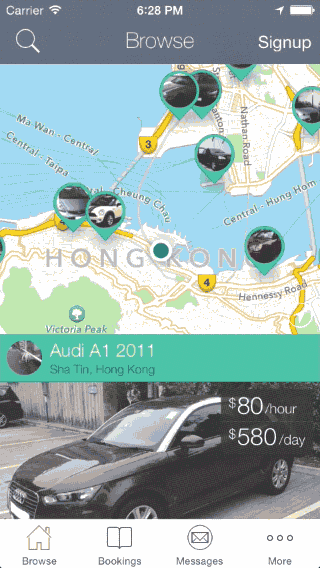 Carrier 6:28 PM
Browse Signup
Ma Wan - Central
Central - Taipa
Cheung Chau
Nathan Road
Central - Hung Hom
3
HONG KON
4
Hennessy Road
Victoria Peak
Audi A1 2011
Sha Tin, Hong Kong
$80/hour
$580/day
Browse Bookings Messages More